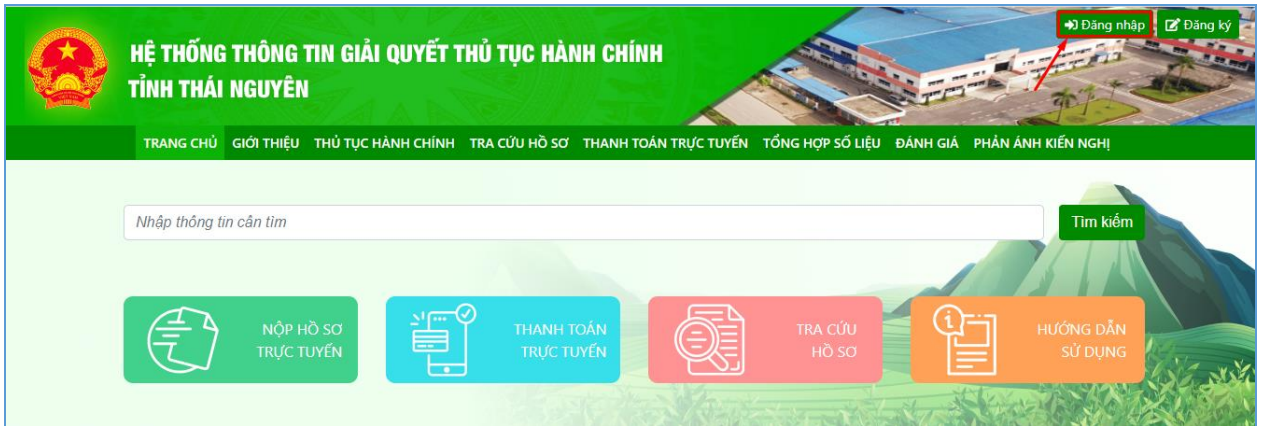 Đăng nhập
Đăng ký
HỆ THỐNG THÔNG TIN GIẢI QUYẾT THỦ TỤC HÀNH CHÍNH
TỈNH THÁI NGUYÊN
TRANG CHỦ GIỚI THIỆU THỦ TỤC HÀNH CHÍNH TRA CỨU HỒ SƠ THANH TOÁN TRỰC TUYẾN TỔNG HỢP SỐ LIỆU ĐÁNH GIÁ PHẢN ÁNH KIẾN NGHỊ
Nhập thông tin cần tìm
Tìm kiếm
NỘP HỒ SƠ
TRỰC TUYẾN
THANH TOÁN
TRỰC TUYẾN
TRA CỨU
HỒ SƠ
HƯỚNG DẪN
SỬ DỤNG